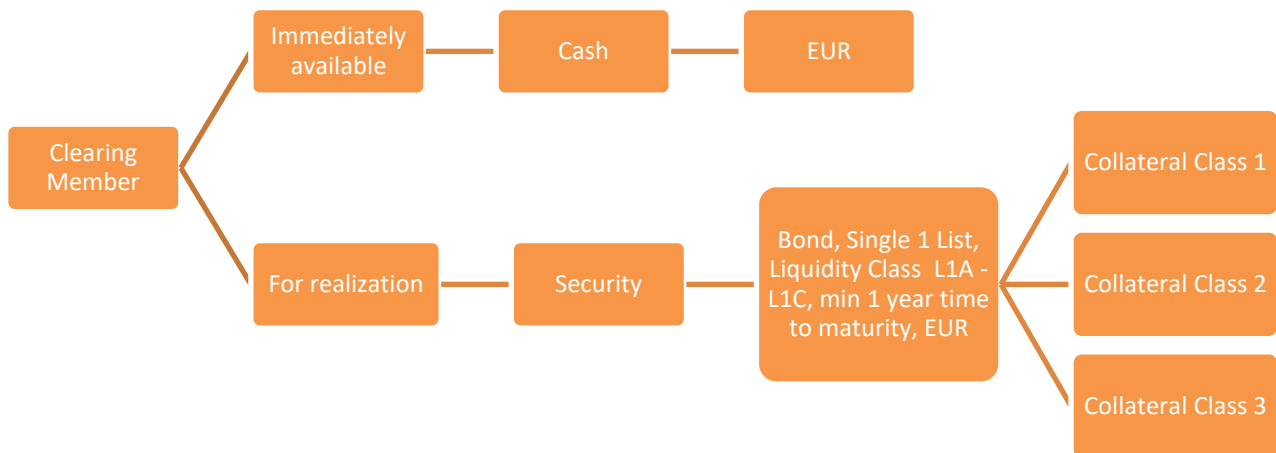 Immediately
available
Cash
EUR
Clearing
Member
Collateral Class 1
Bond, Single 1 List,
Liquidity Class L1A -
L1C, min 1 year time
to maturity, EUR
For realization
Security
Collateral Class 2
Collateral Class 3